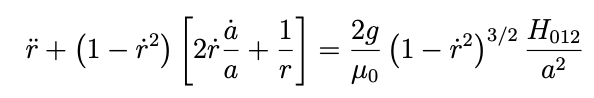 r̈ + (1 − ṙ²) [2ṙ ȧ/a + 1/r] = 2g/μ₀ (1 − ṙ²)^{3/2} H₀₁₂/a²